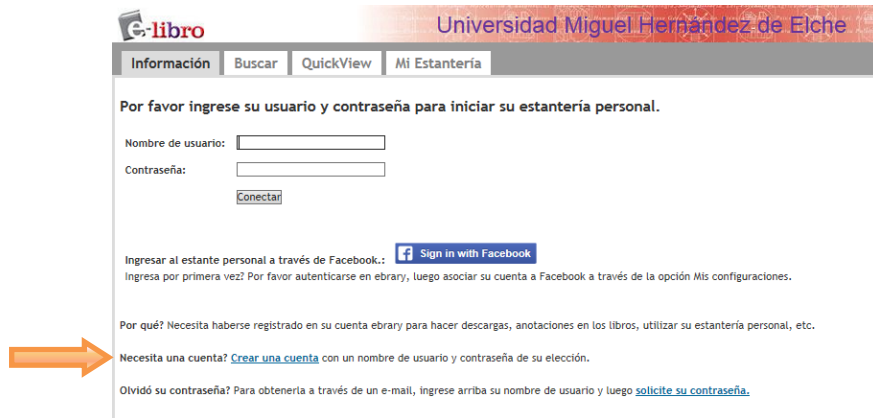 e-libro
Universidad Miguel Hernández de Elche
Información Buscar QuickView Mi Estantería
Por favor ingrese su usuario y contraseña para iniciar su estantería personal.
Nombre de usuario:
Contraseña:
Conectar
Ingresar al estante personal a través de Facebook.: f Sign in with Facebook
Ingresa por primera vez? Por favor autenticarse en ebrary, luego asociar su cuenta a Facebook a través de la opción Mis configuraciones.
Por qué? Necesita haberse registrado en su cuenta ebrary para hacer descargas, anotaciones en los libros, utilizar su estantería personal, etc.
Necesita una cuenta? Crear una cuenta con un nombre de usuario y contraseña de su elección.
Olvidó su contraseña? Para obtenerla a través de un e-mail, ingrese arriba su nombre de usuario y luego solicite su contraseña.